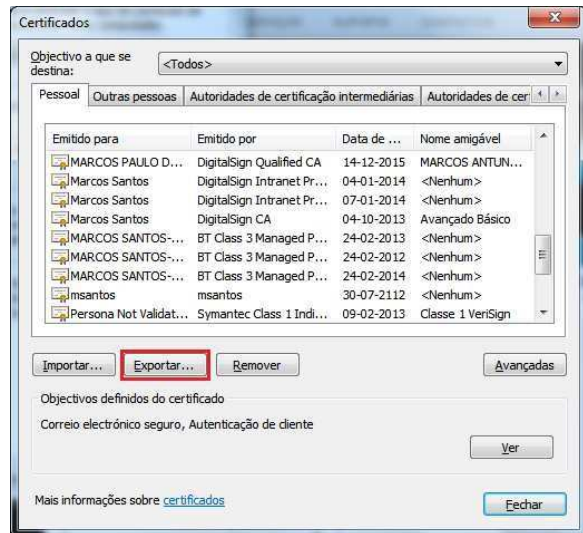 Certificados
Objectivo a que se
destina:
<Todos>
Pessoal Outras pessoas Autoridades de certificação intermediárias Autoridades de cer
Emitido para Emitido por Data de ... Nome amigável
MARCOS PAULO D... DigitalSign Qualified CA 14-12-2015 MARCOS ANTUN...
Marcos Santos DigitalSign Intranet Pr... 04-01-2014 <Nenhum>
Marcos Santos DigitalSign Intranet Pr... 07-01-2014 <Nenhum>
Marcos Santos DigitalSign CA 04-10-2013 Avançado Básico
MARCOS SANTOS-... BT Class 3 Managed P... 24-02-2013 <Nenhum>
MARCOS SANTOS-... BT Class 3 Managed P... 24-02-2012 <Nenhum>
MARCOS SANTOS-... BT Class 3 Managed P... 24-02-2014 <Nenhum>
msantos msantos 30-07-2112 <Nenhum>
Persona Not Validat... Symantec Class 1 Indi... 09-02-2013 Classe 1 VeriSign
Importar... Exportar... Remover Avançadas
Objectivos definidos do certificado
Correio electrónico seguro, Autenticação de cliente
Ver
Mais informações sobre certificados
Fechar